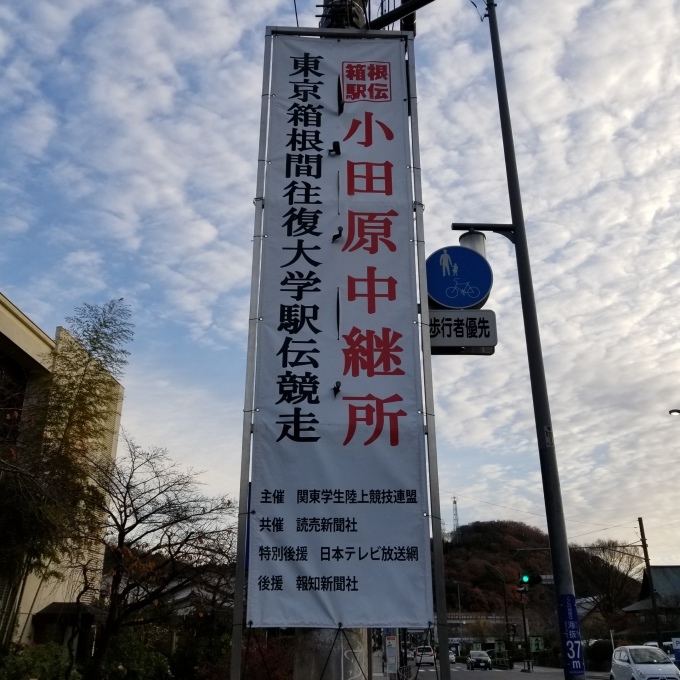 箱根
駅伝
小田原中継所
東京箱根間往復大学駅伝競走
主催 関東学生陸上競技連盟
共催 読売新聞社
特別後援 日本テレビ放送網
後援 報知新聞社
歩行者優先
海抜
37m